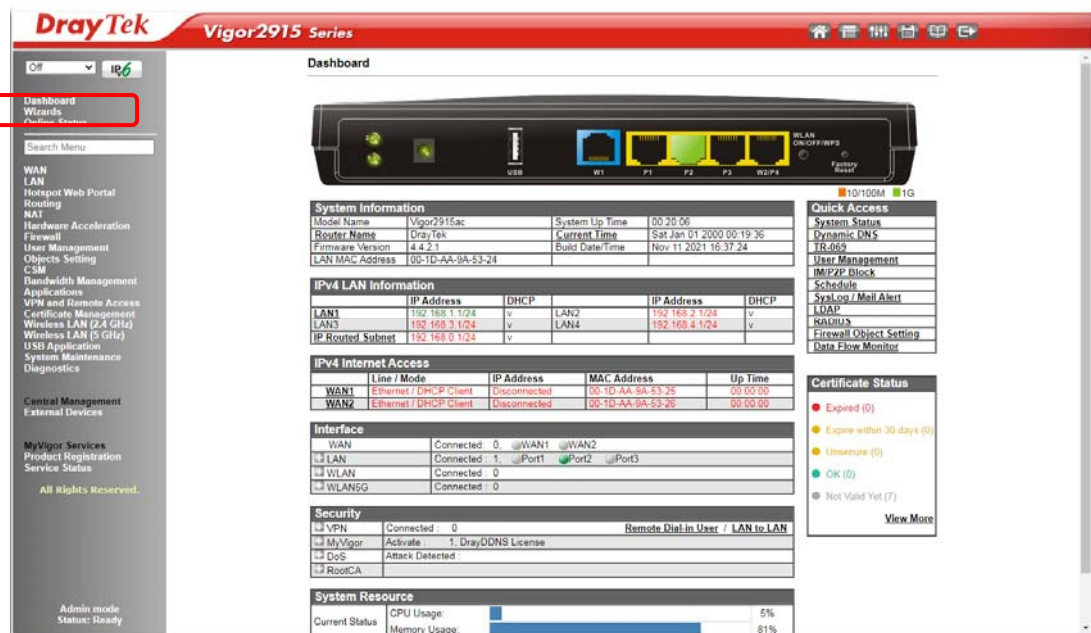 DrayTek Vigor2915 Series
Off IPv6
Dashboard
Wizards
Online Status
Search Menu
WAN
LAN
Hotspot Web Portal
Routing
NAT
Hardware Acceleration
Firewall
User Management
Objects Setting
CSM
Bandwidth Management
Applications
VPN and Remote Access
Certificate Management
Wireless LAN (2.4 GHz)
Wireless LAN (5 GHz)
USB Application
System Maintenance
Diagnostics
Central Management
External Devices
MyVigor Services
Product Registration
Service Status
All Rights Reserved.
Admin mode
Status: Ready
Dashboard
WLAN
ON/OFF/WPS
Factory
Reset
USB W1 P1 P2 P3 W2/P4
10/100M 1G
System Information
Model Name Vigor2915ac System Up Time 00:20:06
Router Name DrayTek Current Time Sat Jan 01 2000 00:19:36
Firmware Version 4.4.2.1 Build Date/Time Nov 11 2021 16:37:24
LAN MAC Address 00-1D-AA-9A-53-24
IPv4 LAN Information
IP Address DHCP IP Address DHCP
LAN1 192.168.1.1/24 v LAN2 192.168.2.1/24 v
LAN3 192.168.3.1/24 v LAN4 192.168.4.1/24 v
IP Routed Subnet 192.168.0.1/24 v
IPv4 Internet Access
Line / Mode IP Address MAC Address Up Time
WAN1 Ethernet / DHCP Client Disconnected 00-1D-AA-9A-53-25 00:00:00
WAN2 Ethernet / DHCP Client Disconnected 00-1D-AA-9A-53-26 00:00:00
Interface
WAN Connected: 0, WAN1 WAN2
LAN Connected : 1, Port1 Port2 Port3
WLAN Connected : 0
WLAN5G Connected : 0
Security
VPN Connected : 0 Remote Dial-in User / LAN to LAN
MyVigor Activate : 1, DrayDDNS License
DoS Attack Detected :
RootCA
System Resource
Current Status CPU Usage: 5%
Memory Usage: 81%
Quick Access
System Status
Dynamic DNS
TR-069
User Management
IM/P2P Block
Schedule
SysLog / Mail Alert
LDAP
RADIUS
Firewall Object Setting
Data Flow Monitor
Certificate Status
Expired (0)
Expire within 30 days (0)
Unsecure (0)
OK (0)
Not Valid Yet (7)
View More